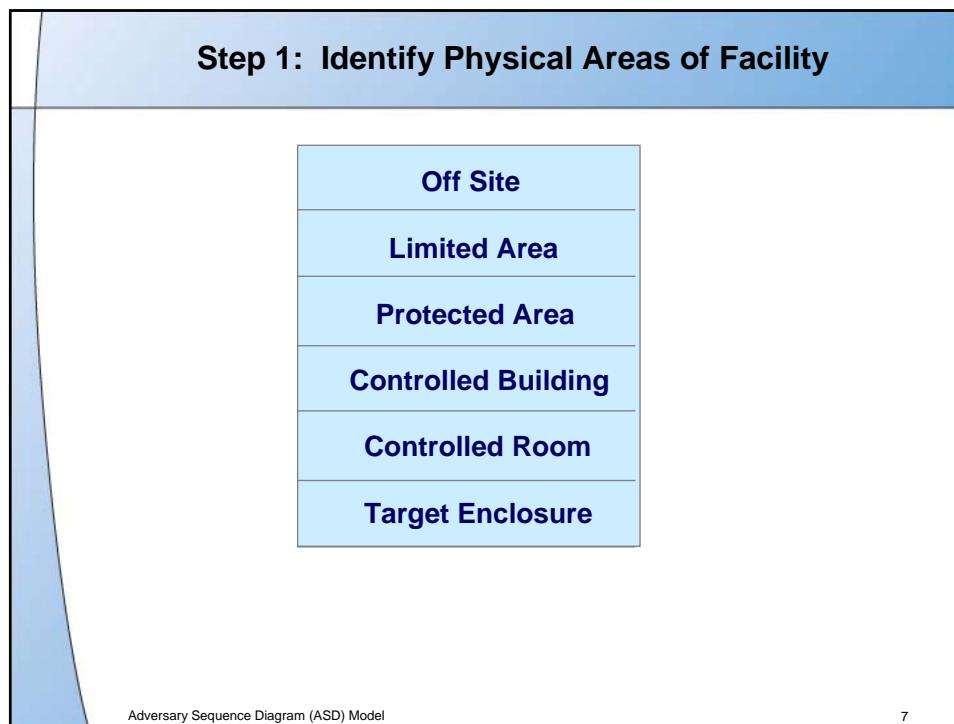 Step 1: Identify Physical Areas of Facility
Off Site
Limited Area
Protected Area
Controlled Building
Controlled Room
Target Enclosure
Adversary Sequence Diagram (ASD) Model 7